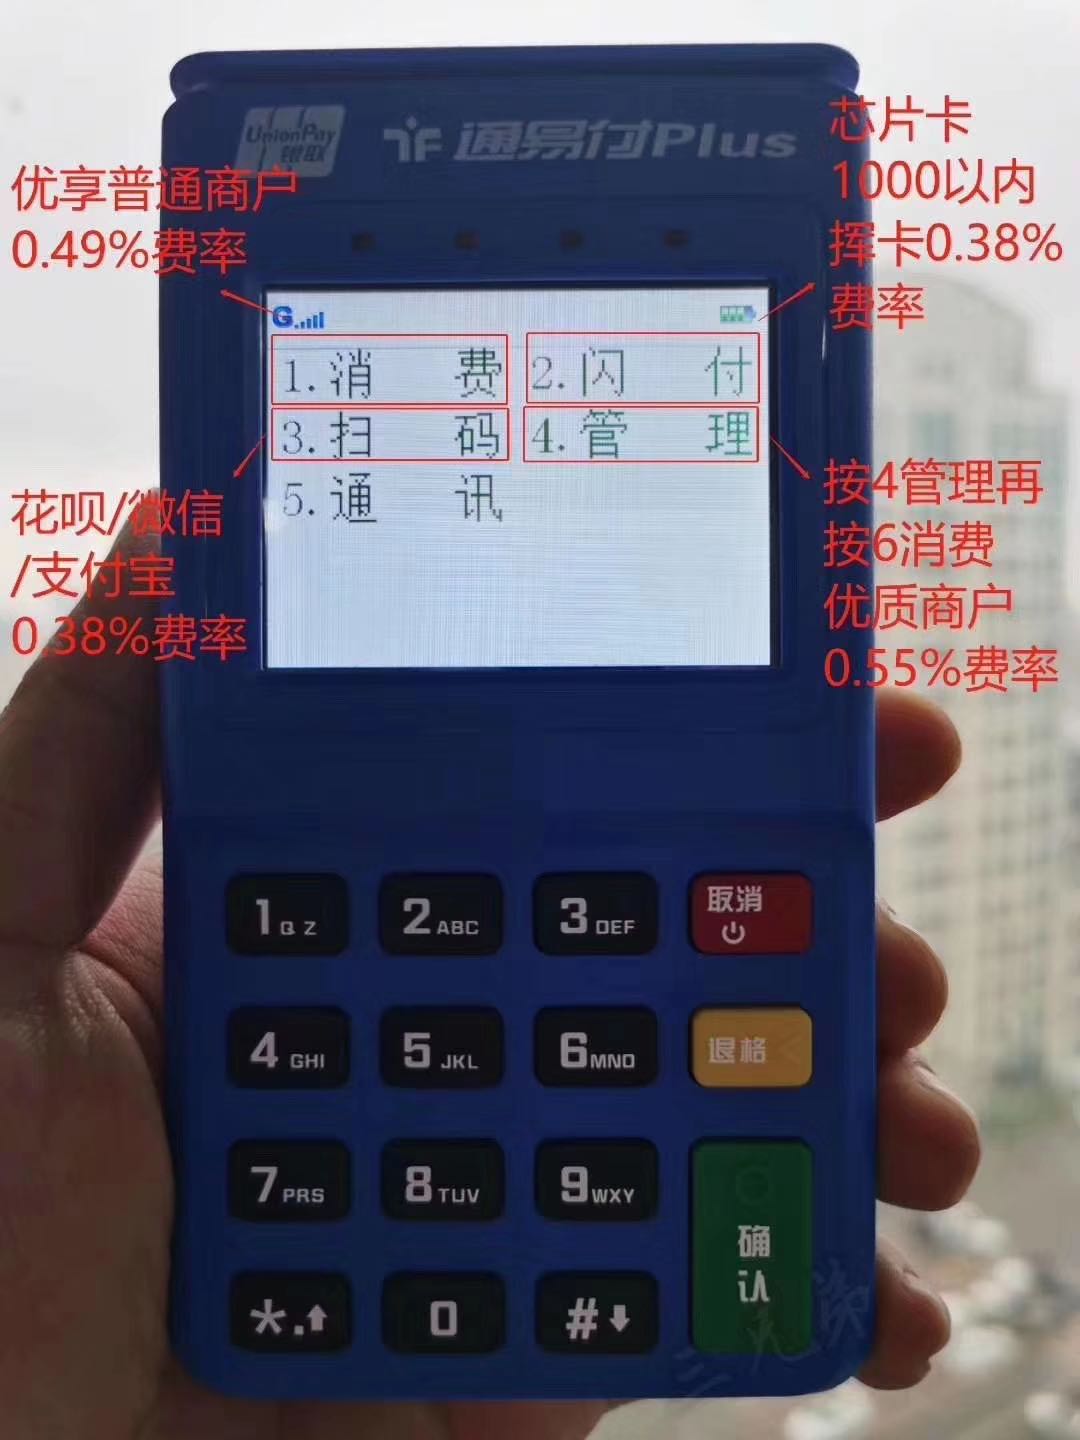 UnionPay
银联
通易付Plus
优享普通商户
0.49%费率
芯片卡
1000以内
挥卡0.38%
费率
G
1.消 费
2.闪 付
3.扫 码
4.管 理
5.通 讯
花呗/微信
/支付宝
0.38%费率
按4管理再
按6消费
优质商户
0.55%费率
1 QZ
2 ABC
3 DEF
取消
4 GHI
5 JKL
6 MNO
退格
7 PRS
8 TUV
9 WXY
确
认
*.
0
#